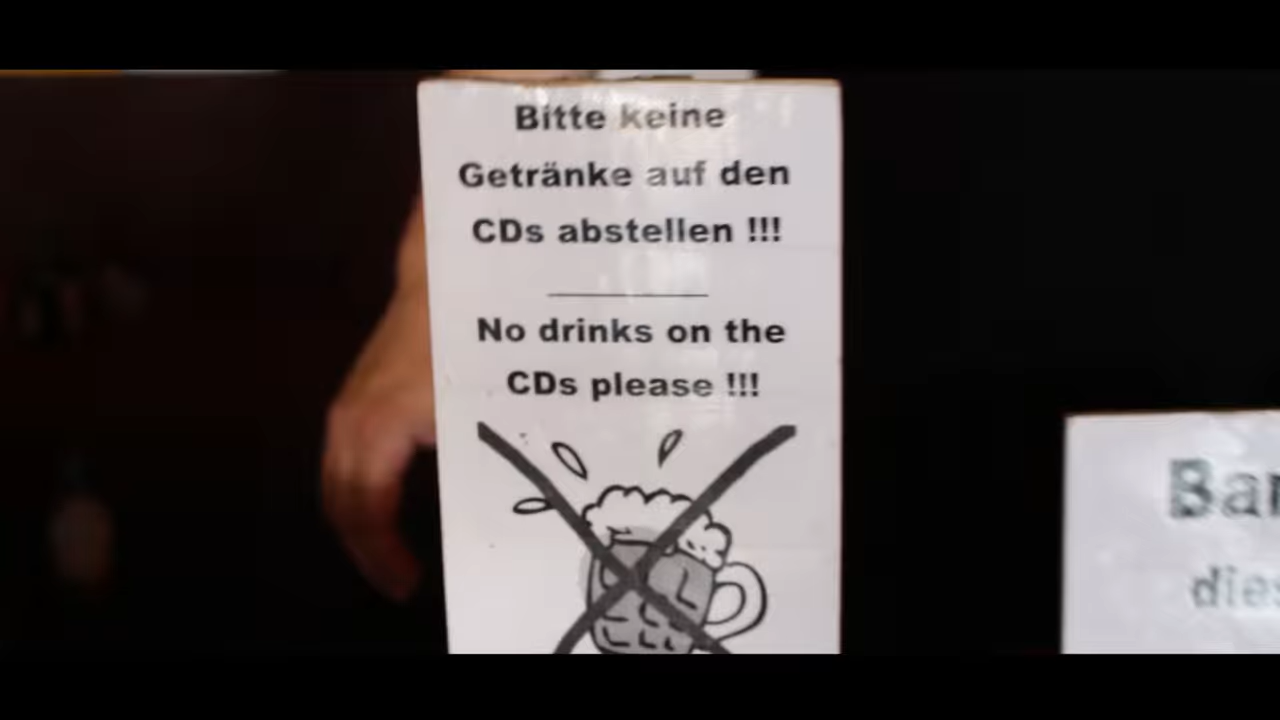 Bitte keine
Getränke auf den
CDs abstellen !!!
No drinks on the
CDs please !!!